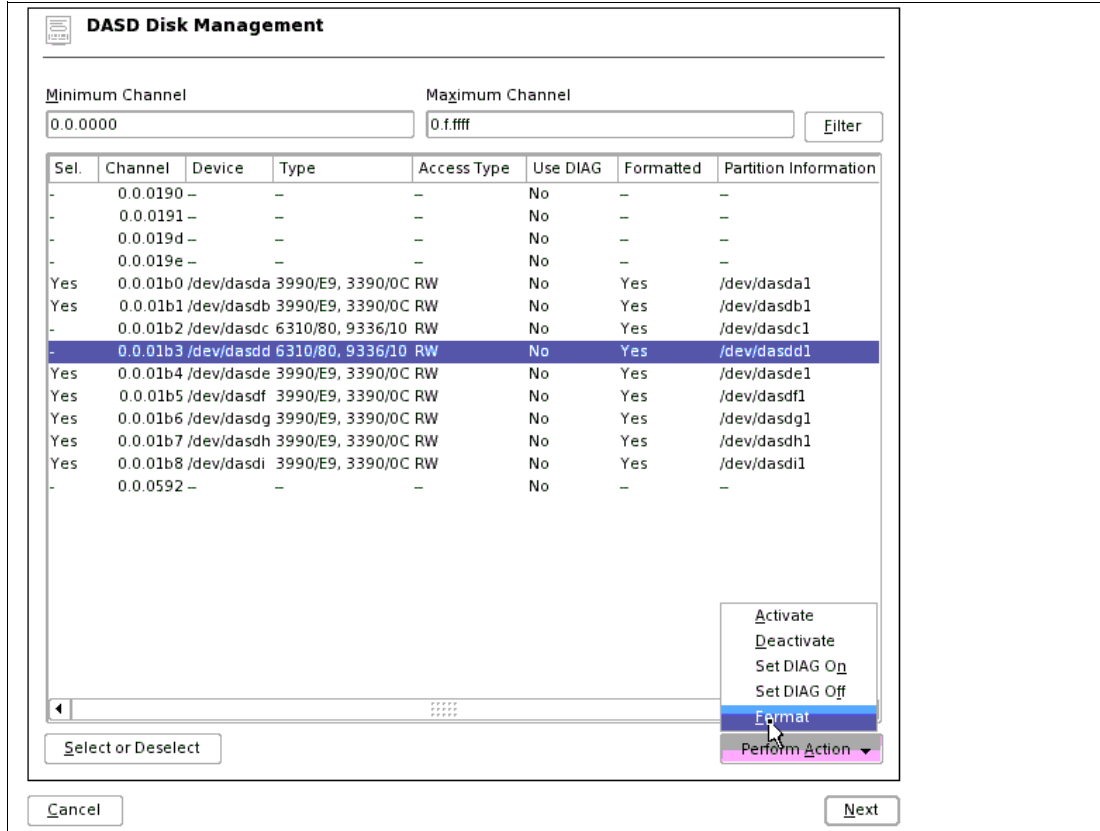 DASD Disk Management
Minimum Channel Maximum Channel
0.0.0000 0.f.ffff Filter
Sel. Channel Device Type Access Type Use DIAG Formatted Partition Information
- 0.0.0190 -- -- -- No -- --
- 0.0.0191 -- -- -- No -- --
- 0.0.019d -- -- -- No -- --
- 0.0.019e -- -- -- No -- --
Yes 0.0.01b0 /dev/dasda 3990/E9, 3390/0C RW No Yes /dev/dasda1
Yes 0.0.01b1 /dev/dasdb 3990/E9, 3390/0C RW No Yes /dev/dasdb1
- 0.0.01b2 /dev/dasdc 6310/80, 9336/10 RW No Yes /dev/dasdc1
- 0.0.01b3 /dev/dasdd 6310/80, 9336/10 RW No Yes /dev/dasdd1
Yes 0.0.01b4 /dev/dasde 3990/E9, 3390/0C RW No Yes /dev/dasde1
Yes 0.0.01b5 /dev/dasdf 3990/E9, 3390/0C RW No Yes /dev/dasdf1
Yes 0.0.01b6 /dev/dasdg 3990/E9, 3390/0C RW No Yes /dev/dasdg1
Yes 0.0.01b7 /dev/dasdh 3990/E9, 3390/0C RW No Yes /dev/dasdh1
Yes 0.0.01b8 /dev/dasdi 3990/E9, 3390/0C RW No Yes /dev/dasdi1
- 0.0.0592 -- -- -- No -- --
Activate
Deactivate
Set DIAG On
Set DIAG Off
Format
Select or Deselect Perform Action
Cancel Next